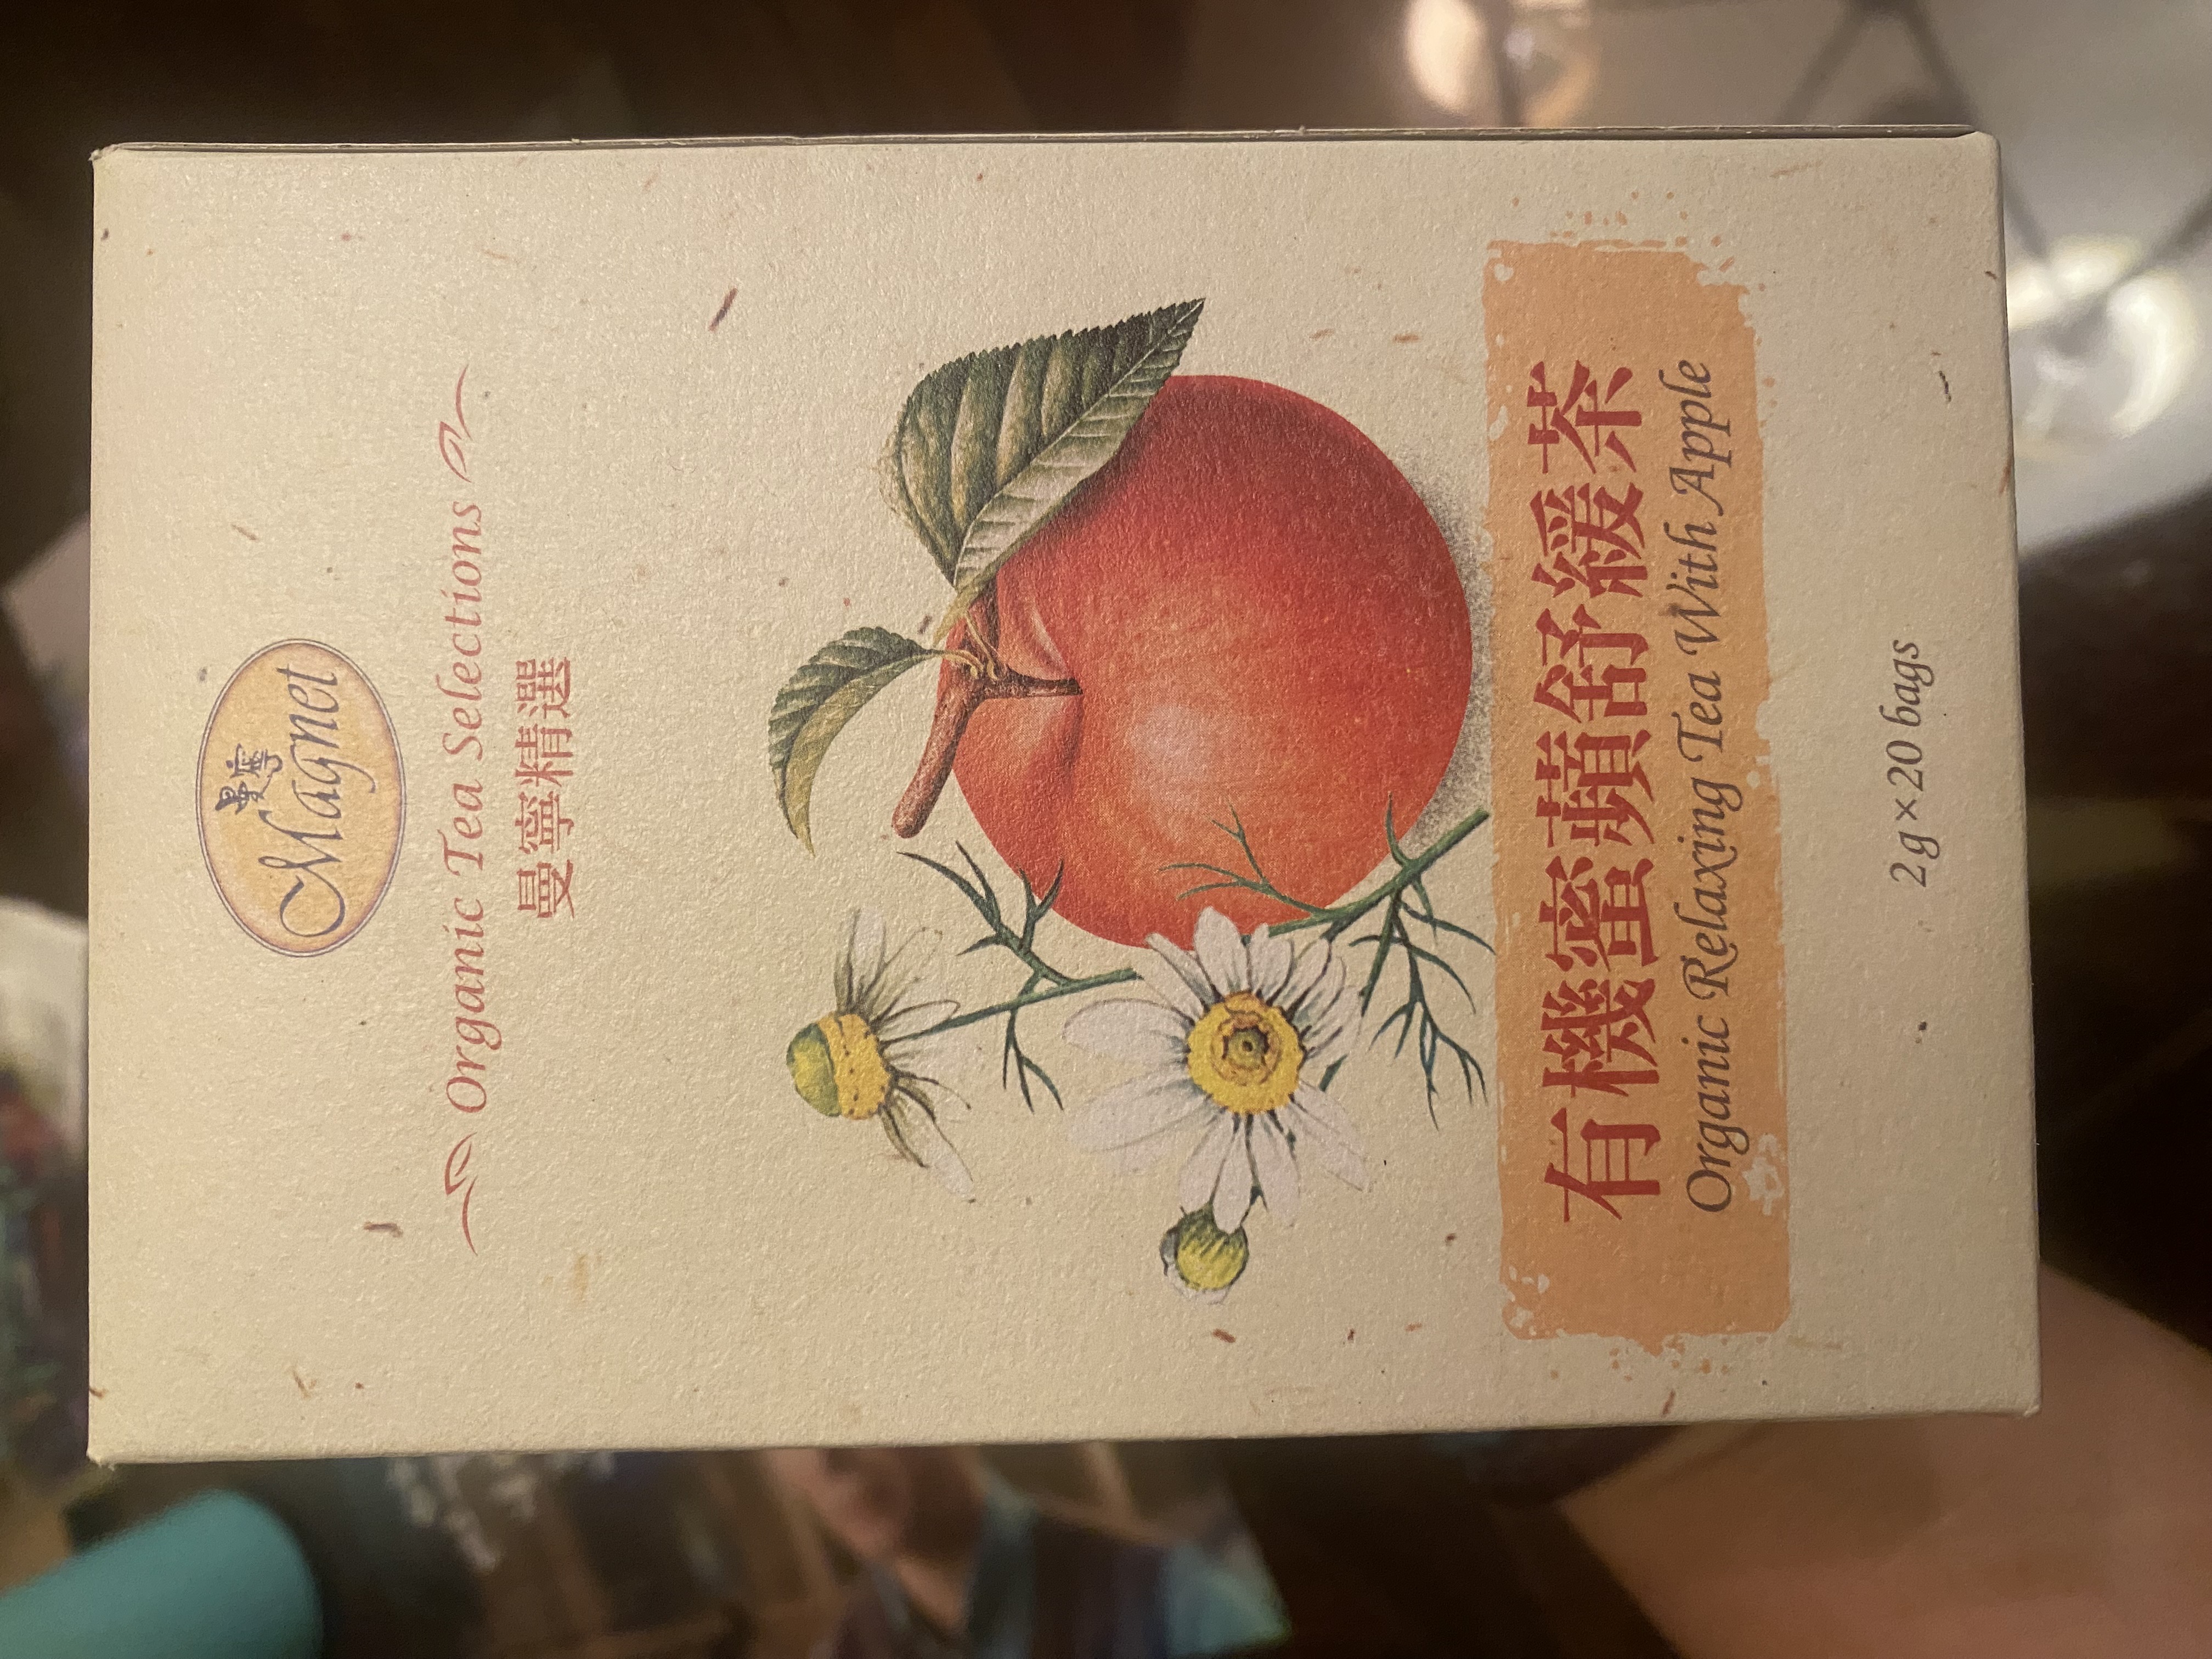 曼寧
Magnet
Organic Tea Selections
曼寧精選
有機蜜蘋舒緩茶
Organic Relaxing Tea With Apple
2g×20 bags